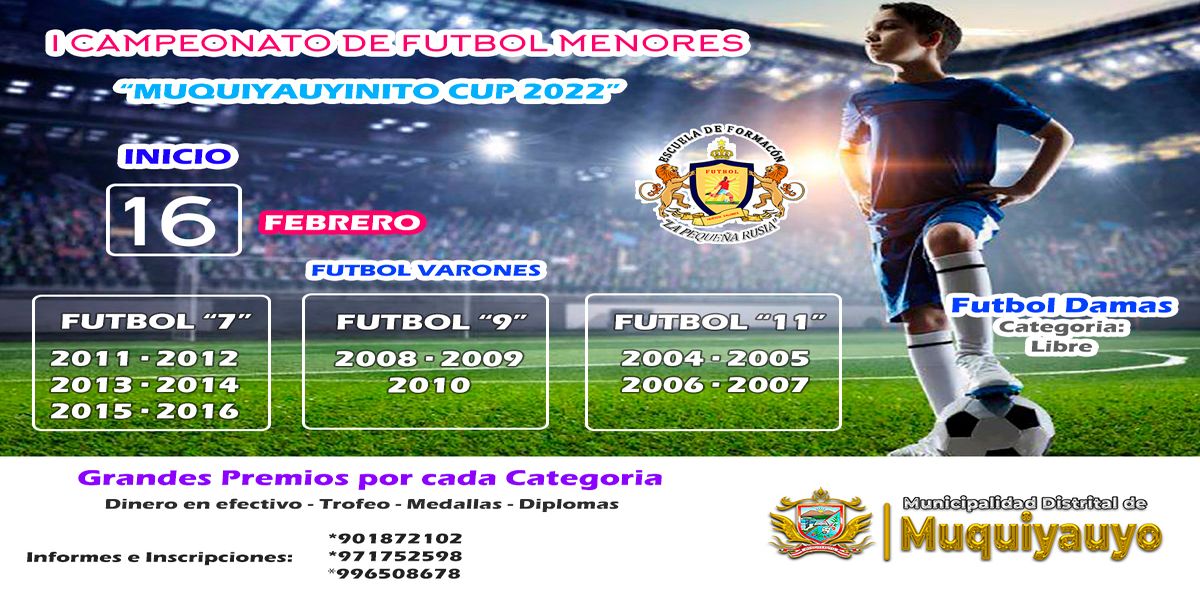 I CAMPEONATO DE FUTBOL MENORES
“MUQUIYAUYINITO CUP 2022”
INICIO
16
FEBRERO
ESCUELA DE FORMACÓN
FUTBOL
LA PEQUEÑA RUSIA
FUTBOL VARONES
FUTBOL “7”
2011 - 2012
2013 - 2014
2015 - 2016
FUTBOL “9”
2008 - 2009
2010
FUTBOL “11”
2004 - 2005
2006 - 2007
Futbol Damas
Categoria:
Libre
Grandes Premios por cada Categoria
Dinero en efectivo - Trofeo - Medallas - Diplomas
Informes e Inscripciones:
*901872102
*971752598
*996508678
Municipalidad Distrital de
Muquiyauyo